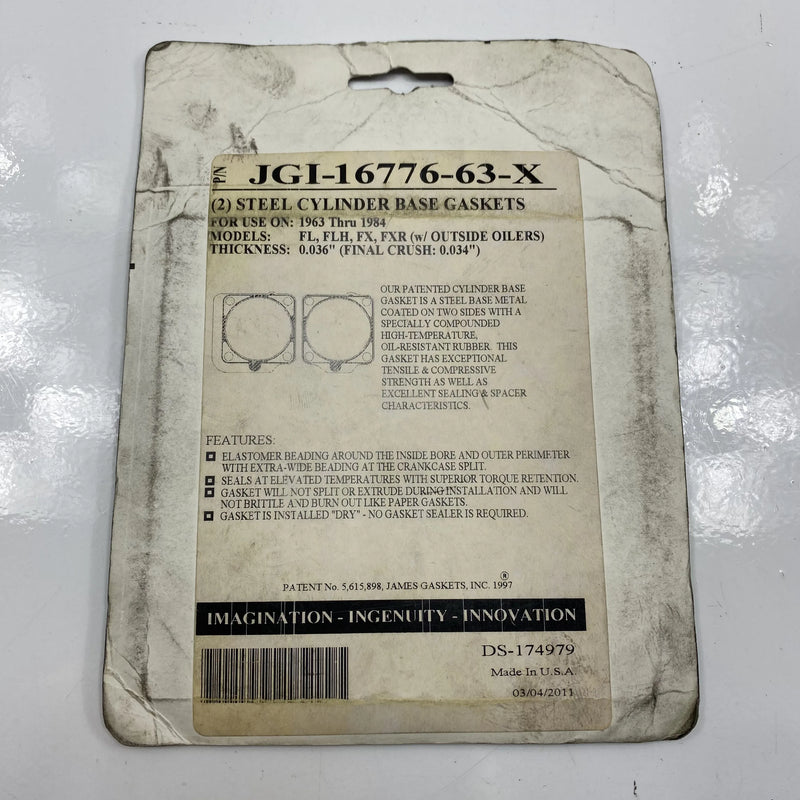 P/N JGI-16776-63-X
(2) STEEL CYLINDER BASE GASKETS
FOR USE ON: 1963 Thru 1984
MODELS: FL, FLH, FX, FXR (w/ OUTSIDE OILERS)
THICKNESS: 0.036" (FINAL CRUSH: 0.034")
OUR PATENTED CYLINDER BASE
GASKET IS A STEEL BASE METAL
COATED ON TWO SIDES WITH A
SPECIALLY COMPOUNDED
HIGH-TEMPERATURE,
OIL-RESISTANT RUBBER. THIS
GASKET HAS EXCEPTIONAL
TENSILE & COMPRESSIVE
STRENGTH AS WELL AS
EXCELLENT SEALING & SPACER
CHARACTERISTICS.
FEATURES:
ELASTOMER BEADING AROUND THE INSIDE BORE AND OUTER PERIMETER
WITH EXTRA-WIDE BEADING AT THE CRANKCASE SPLIT.
SEALS AT ELEVATED TEMPERATURES WITH SUPERIOR TORQUE RETENTION.
GASKET WILL NOT SPLIT OR EXTRUDE DURING INSTALLATION AND WILL
NOT BRITTLE AND BURN OUT LIKE PAPER GASKETS.
GASKET IS INSTALLED "DRY" - NO GASKET SEALER IS REQUIRED.
PATENT No. 5,615,898, JAMES GASKETS, INC. 1997 ®
IMAGINATION - INGENUITY - INNOVATION
DS-174979
Made In U.S.A.
03/04/2011